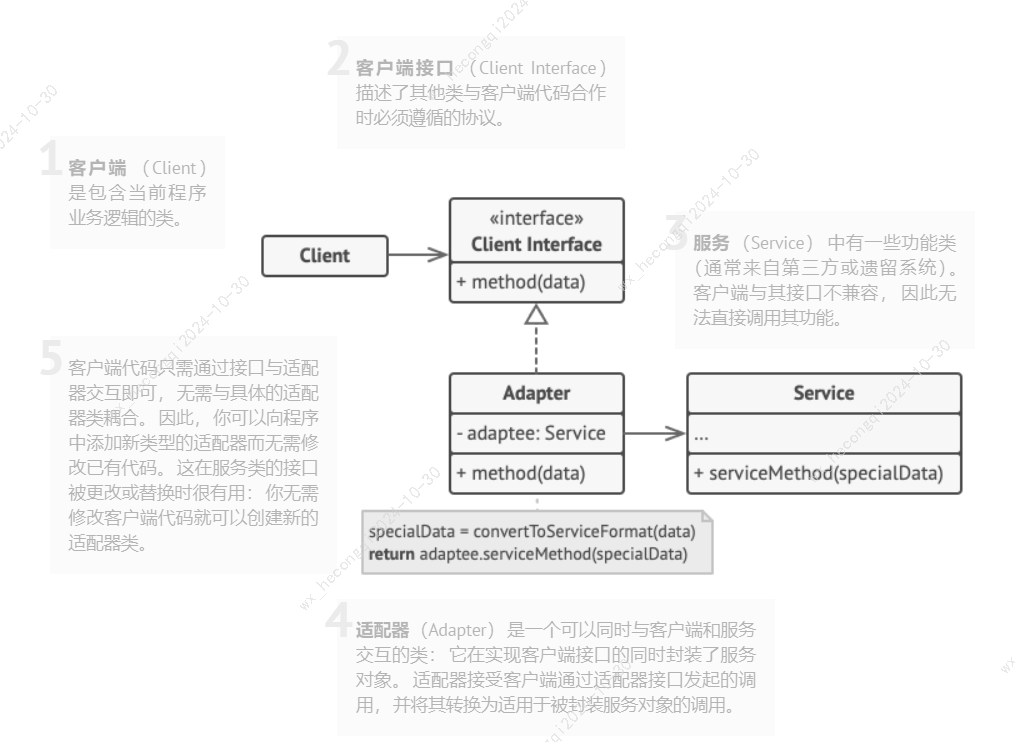 2
客户端接口 （Client Interface）
描述了其他类与客户端代码合作
时必须遵循的协议。
1
客户端 （Client）
是包含当前程序
业务逻辑的类。
«interface»
Client Interface
+ method(data)
Client
3
服务 （Service） 中有一些功能类
（通常来自第三方或遗留系统）。
客户端与其接口不兼容， 因此无
法直接调用其功能。
5
客户端代码只需通过接口与适配
器交互即可， 无需与具体的适配
器类耦合。 因此， 你可以向程序
中添加新类型的适配器而无需修
改已有代码。 这在服务类的接口
被更改或替换时很有用： 你无需
修改客户端代码就可以创建新的
适配器类。
Adapter
- adaptee: Service
+ method(data)
Service
...
+ serviceMethod(specialData)
specialData = convertToServiceFormat(data)
return adaptee.serviceMethod(specialData)
4
适配器 （Adapter） 是一个可以同时与客户端和服务
交互的类： 它在实现客户端接口的同时封装了服务
对象。 适配器接受客户端通过适配器接口发起的调
用， 并将其转换为适用于被封装服务对象的调用。
wx_hecongqi2024-10-30
wx_hecongqi2024-10-30
wx_hecongqi2024-10-30